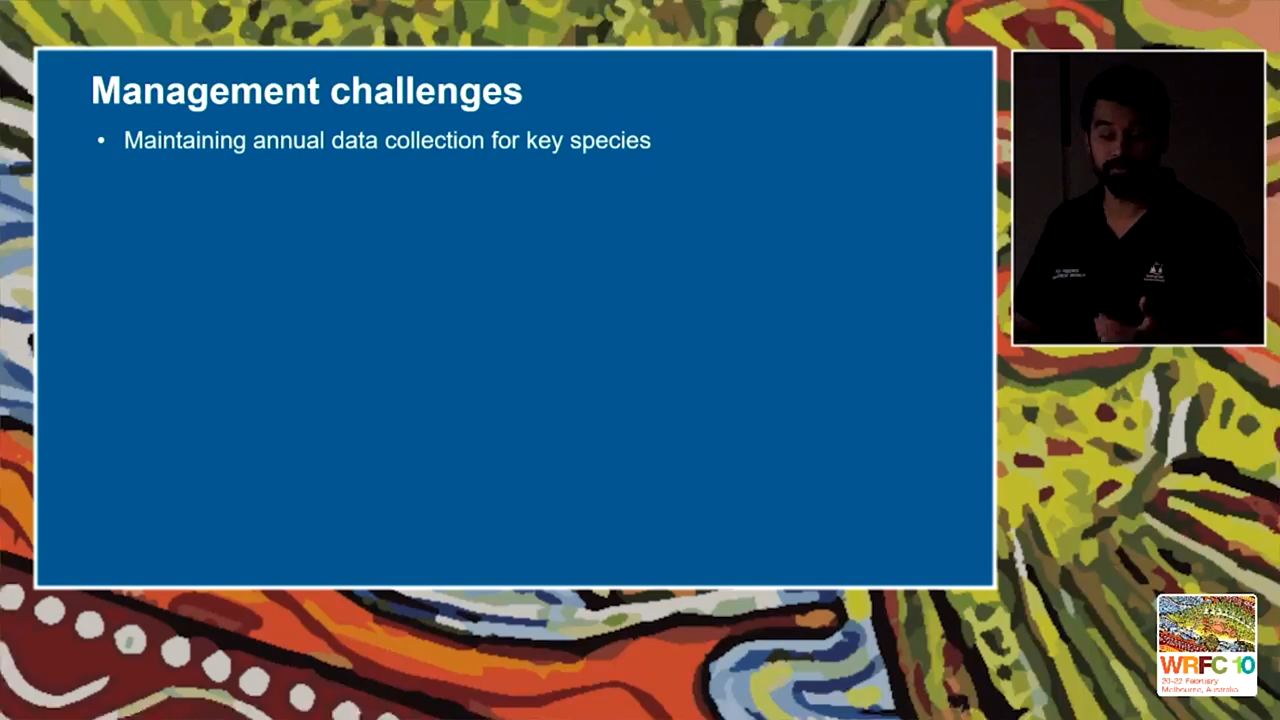 Management challenges
• Maintaining annual data collection for key species
WRFC 10
20-22 February
Melbourne, Australia